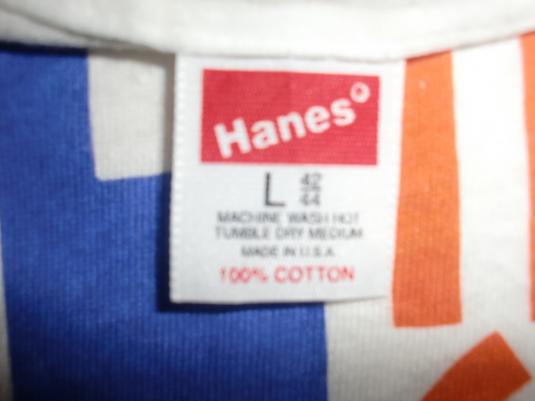 Hanes®
L 42/44
MACHINE WASH HOT
TUMBLE DRY MEDIUM
MADE IN U.S.A.
100% COTTON